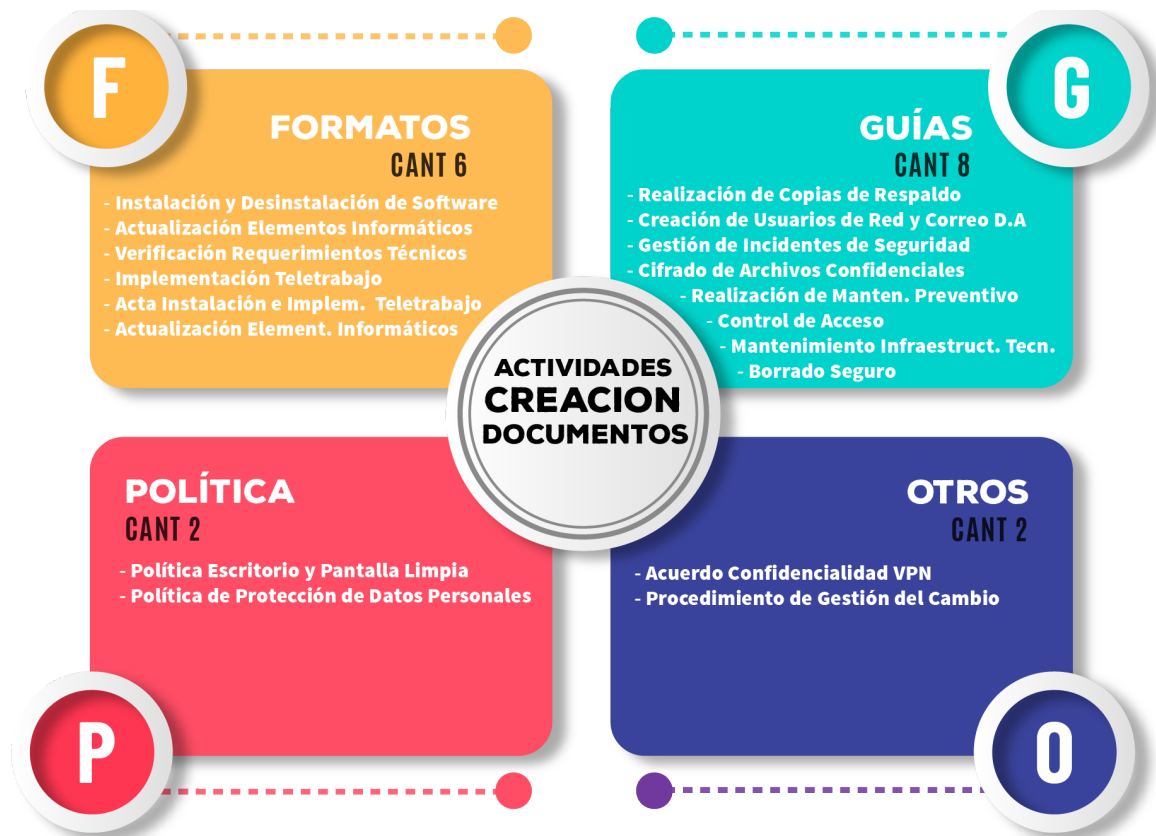 F
FORMATOS
CANT 6
- Instalación y Desinstalación de Software
- Actualización Elementos Informáticos
- Verificación Requerimientos Técnicos
- Implementación Teletrabajo
- Acta Instalación e Implem. Teletrabajo
- Actualización Element. Informáticos
G
GUÍAS
CANT 8
- Realización de Copias de Respaldo
- Creación de Usuarios de Red y Correo D.A
- Gestión de Incidentes de Seguridad
- Cifrado de Archivos Confidenciales
- Realización de Manten. Preventivo
- Control de Acceso
- Mantenimiento Infraestruct. Tecn.
- Borrado Seguro
ACTIVIDADES
CREACION
DOCUMENTOS
POLÍTICA
CANT 2
- Política Escritorio y Pantalla Limpia
- Política de Protección de Datos Personales
P
OTROS
CANT 2
- Acuerdo Confidencialidad VPN
- Procedimiento de Gestión del Cambio
O